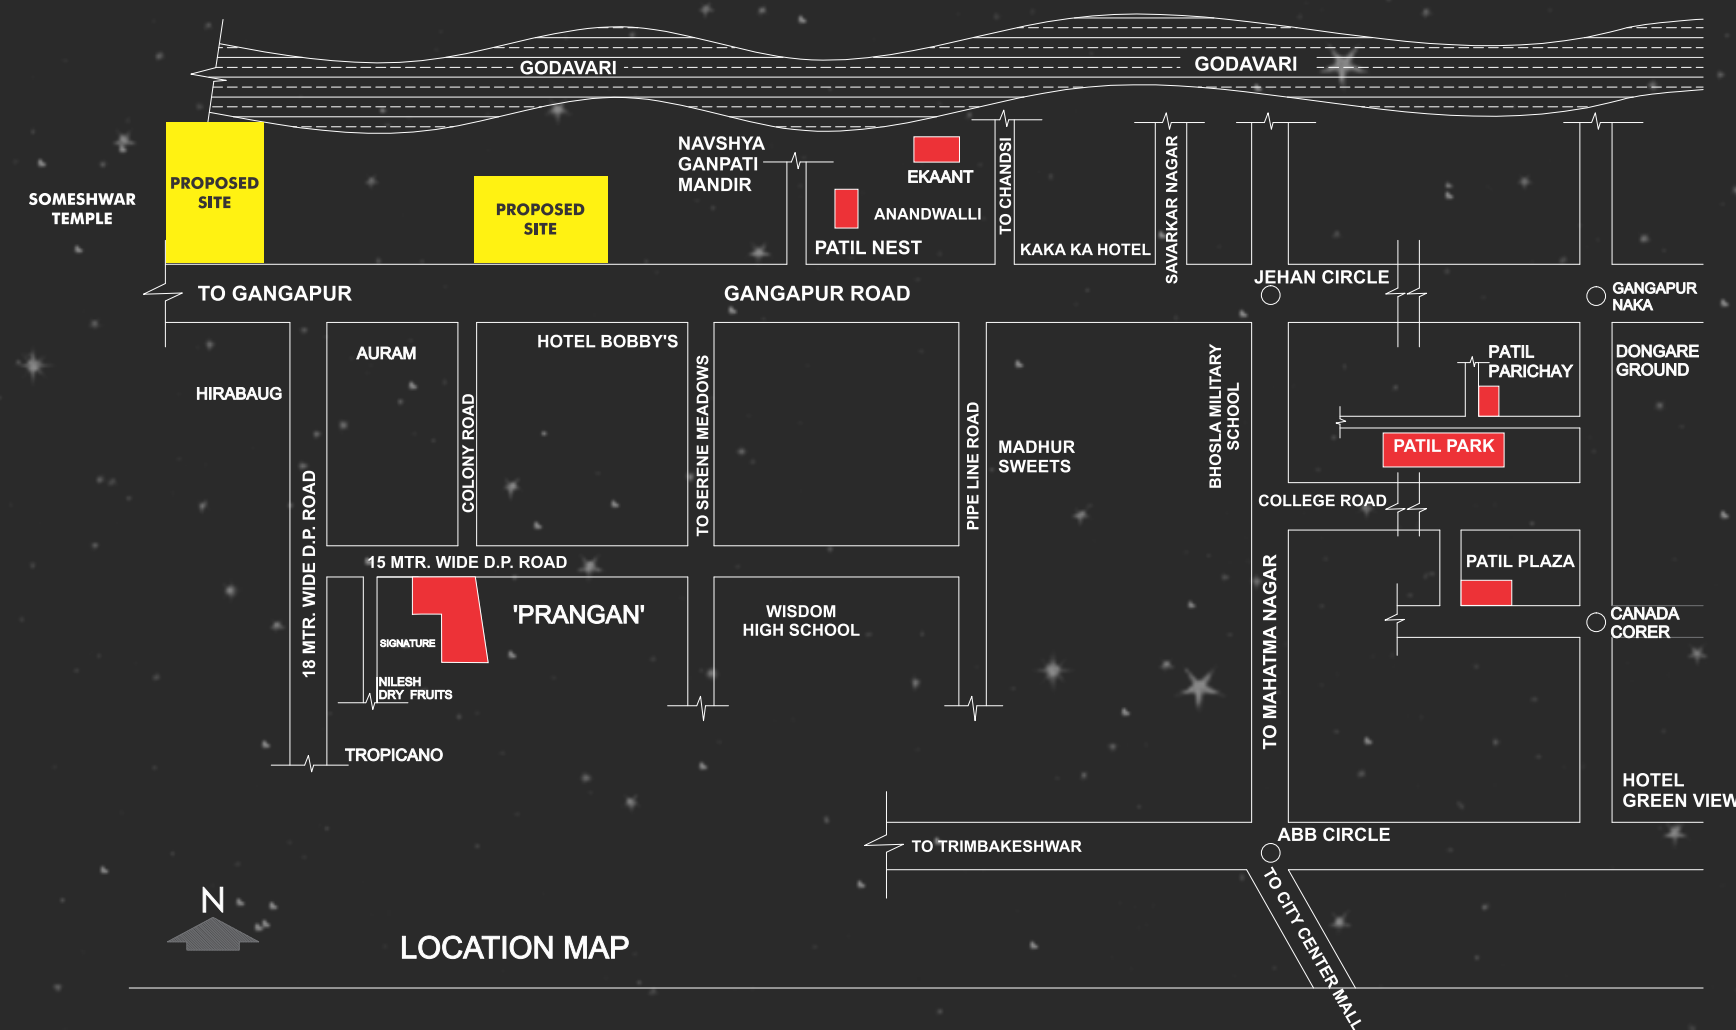 GODAVARI
GODAVARI
NAVSHYA
GANPATI
MANDIR
SOMESHWAR
TEMPLE
PROPOSED
SITE
PROPOSED
SITE
EKAANT
ANANDWALLI
PATIL NEST
TO CHANDSI
KAKA KA HOTEL
SAVARKAR NAGAR
JEHAN CIRCLE
GANGAPUR
NAKA
TO GANGAPUR
GANGAPUR ROAD
AURAM
HOTEL BOBBY'S
HIRABAUG
18 MTR. WIDE D.P. ROAD
COLONY ROAD
TO SERENE MEADOWS
PIPE LINE ROAD
MADHUR
SWEETS
BHOSLA MILITARY
SCHOOL
PATIL
PARICHAY
DONGARE
GROUND
PATIL PARK
COLLEGE ROAD
15 MTR. WIDE D.P. ROAD
PATIL PLAZA
'PRANGAN'
WISDOM
HIGH SCHOOL
TO MAHATMA NAGAR
CANADA
CORER
SIGNATURE
NILESH
DRY FRUITS
TROPICANO
HOTEL
GREEN VIEW
ABB CIRCLE
TO TRIMBAKESHWAR
TO CITY CENTER MALL
N
LOCATION MAP